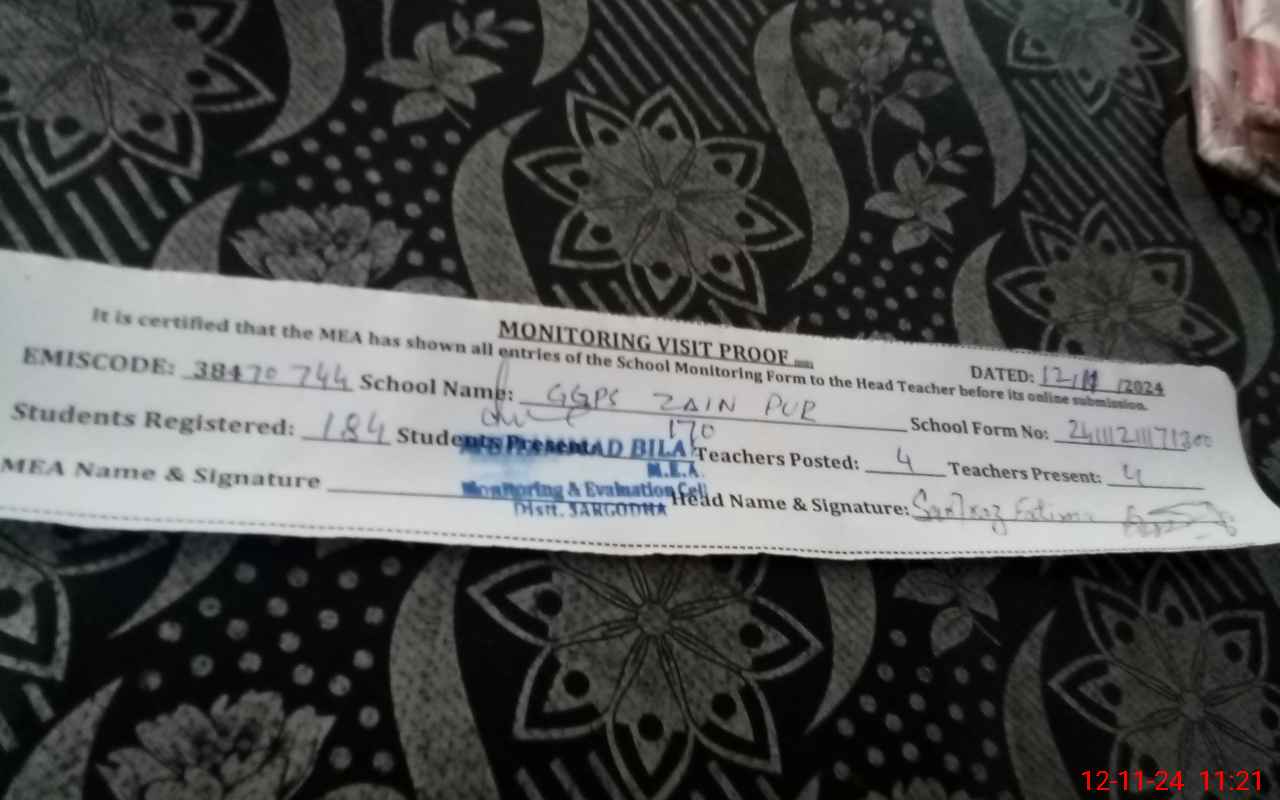 MONITORING VISIT PROOF
DATED: 12/11/2024
It is certified that the MEA has shown all entries of the School Monitoring Form to the Head Teacher before its online submission.
EMISCODE: 38470744 School Name: GGPS ZAIN PUR School Form No:
Students Registered: 184 Students Present 170 Teachers Posted: 4 Teachers Present: 4
MEA Name & Signature Head Name & Signature: Fatima
BILAL
M.E.A.
Monitoring & Evaluation Cell
Distt. SARGODHA
12-11-24 11:21